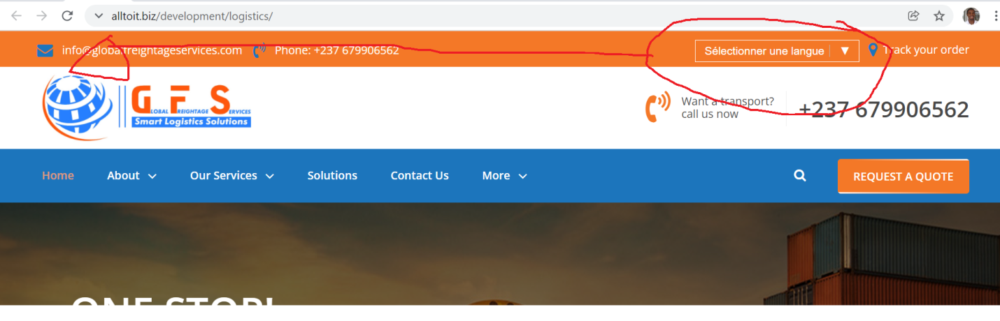 alltoit.biz/development/logistics/
info@globalfreightageservices.com Phone: +237 679906562 Sélectionner une langue ▼ Track your order
GLOBAL FREIGHTAGE SERVICES
Smart Logistics Solutions
Want a transport?
call us now
+237 679906562
Home About Our Services Solutions Contact Us More REQUEST A QUOTE
ONE STOP!